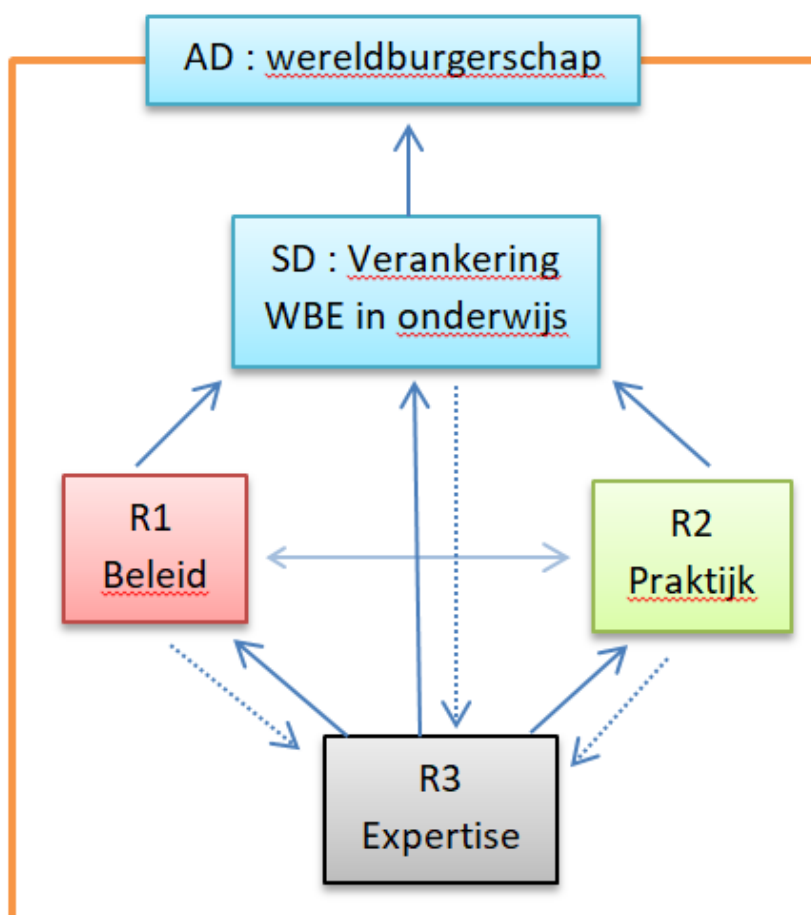 AD : wereldburgerschap
SD : Verankering
WBE in onderwijs
R1
Beleid
R2
Praktijk
R3
Expertise